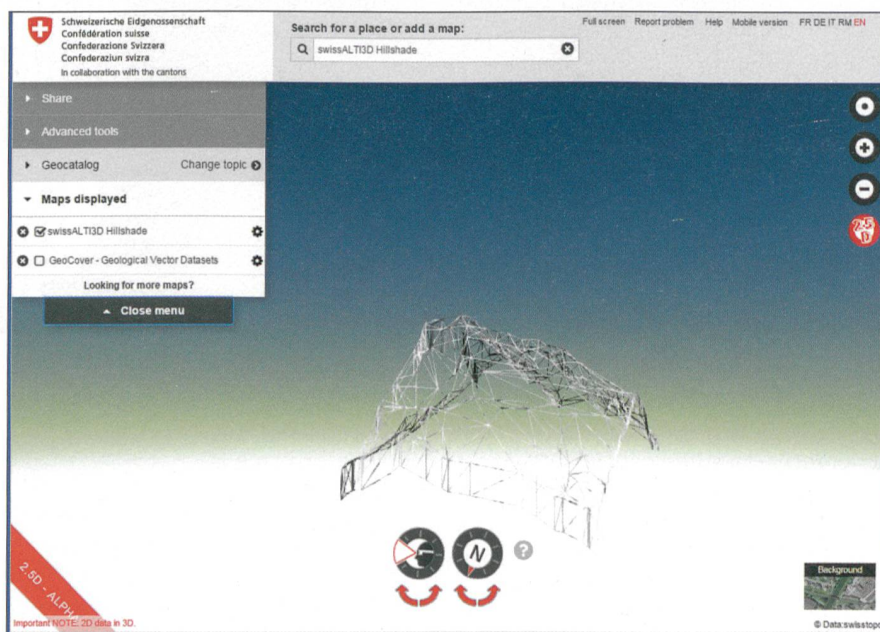 Schweizerische Eidgenossenschaft
Confédération suisse
Confederazione Svizzera
Confederaziun svizra
In collaboration with the cantons
Search for a place or add a map:
swissALTI3D Hillshade
Full screen Report problem Help Mobile version FR DE IT RM EN
Share
Advanced tools
Geocatalog Change topic
Maps displayed
swissALTI3D Hillshade
GeoCover - Geological Vector Datasets
Looking for more maps?
Close menu
2.5D
N
?
Background
2.5D - ALPHA
Important NOTE: 2D data in 3D.
© Data:swisstopo